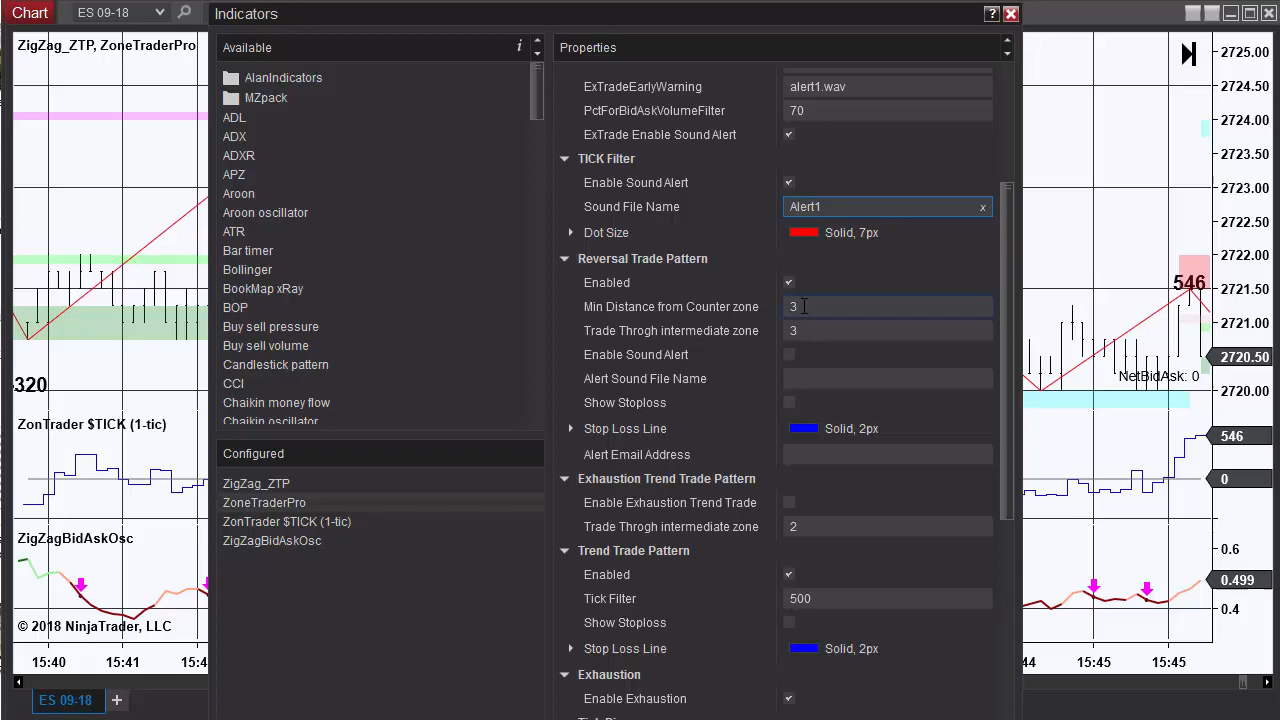 Chart
ES 09-18
Indicators
?
ZigZag_ZTP, ZoneTraderPro
320
ZonTrader $TICK (1-tic)
ZigZagBidAskOsc
© 2018 NinjaTrader, LLC
15:40
15:41
15:4
ES 09-18
+
Available
i
AlanIndicators
MZpack
ADL
ADX
ADXR
APZ
Aroon
Aroon oscillator
ATR
Bar timer
Bollinger
BookMap xRay
BOP
Buy sell pressure
Buy sell volume
Candlestick pattern
CCI
Chaikin money flow
Chaikin oscillator
Configured
ZigZag_ZTP
ZoneTraderPro
ZonTrader $TICK (1-tic)
ZigZagBidAskOsc
Properties
ExTradeEarlyWarning alert1.wav
PctForBidAskVolumeFilter 70
ExTrade Enable Sound Alert
TICK Filter
Enable Sound Alert
Sound File Name Alert1 x
Dot Size Solid, 7px
Reversal Trade Pattern
Enabled
Min Distance from Counter zone 3
Trade Throgh intermediate zone 3
Enable Sound Alert
Alert Sound File Name
Show Stoploss
Stop Loss Line Solid, 2px
Alert Email Address
Exhaustion Trend Trade Pattern
Enable Exhaustion Trend Trade
Trade Throgh intermediate zone 2
Trend Trade Pattern
Enabled
Tick Filter 500
Show Stoploss
Stop Loss Line Solid, 2px
Exhaustion
Enable Exhaustion
546
NetBidAsk: 0
44
15:45
15:45
2725.00
2724.50
2724.00
2723.50
2723.00
2722.50
2722.00
2721.50
2721.00
2720.50
2720.00
546
0
0.6
0.499
0.4